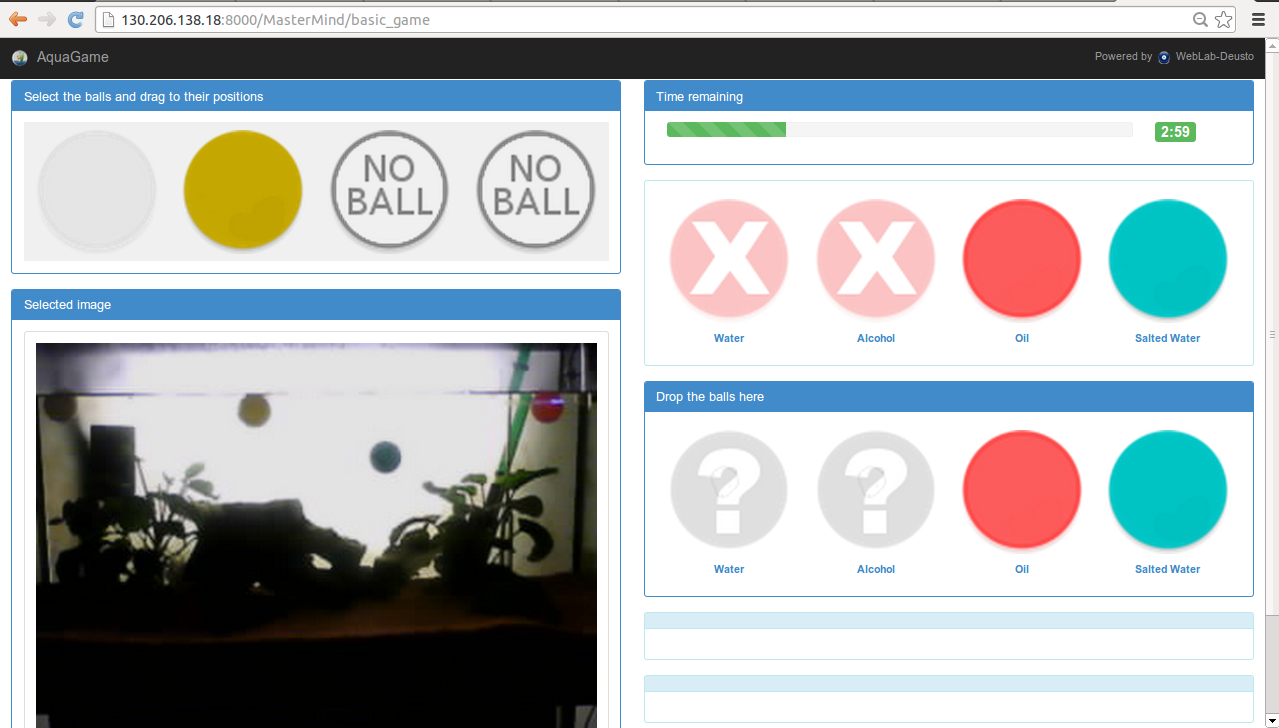 130.206.138.18:8000/MasterMind/basic_game
AquaGame
Powered by WebLab-Deusto
Select the balls and drag to their positions
NO BALL
NO BALL
Selected image
Time remaining
2:59
X
X
Water
Alcohol
Oil
Salted Water
Drop the balls here
?
?
Water
Alcohol
Oil
Salted Water